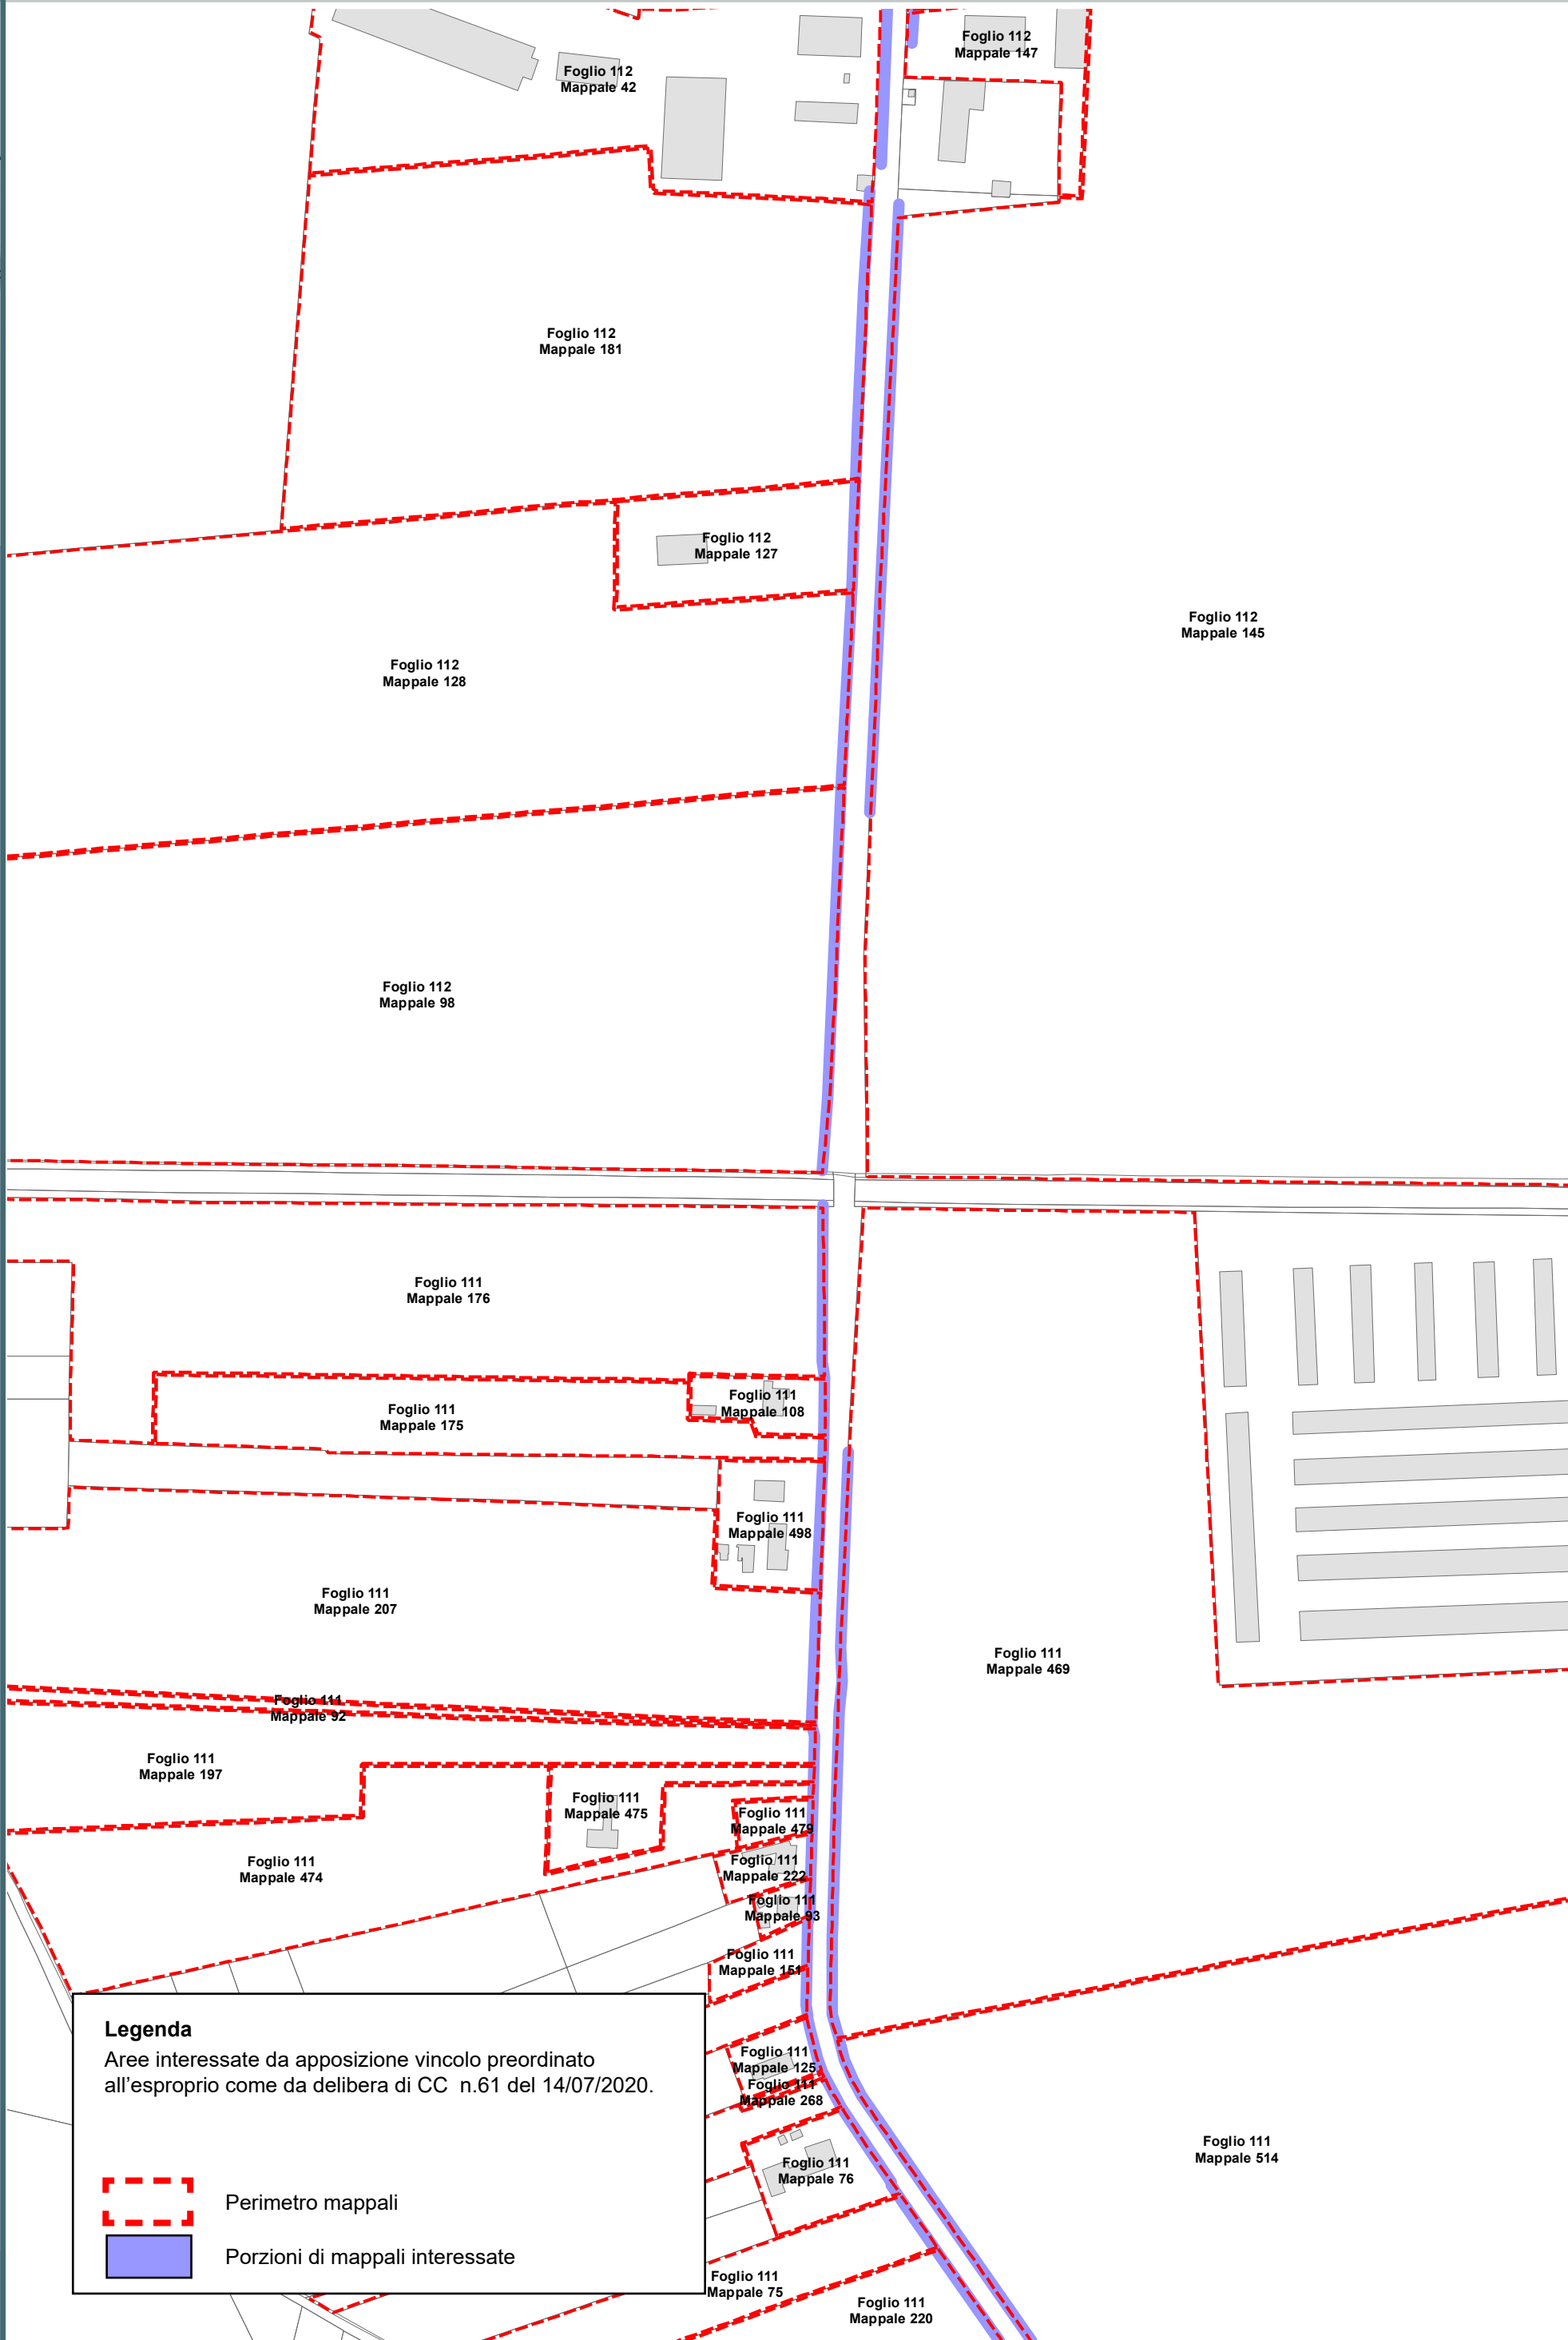 Foglio 112
Mappale 147
Foglio 112
Mappale 42
Foglio 112
Mappale 181
Foglio 112
Mappale 127
Foglio 112
Mappale 145
Foglio 112
Mappale 128
Foglio 112
Mappale 98
Foglio 111
Mappale 176
Foglio 111
Mappale 108
Foglio 111
Mappale 175
Foglio 111
Mappale 498
Foglio 111
Mappale 207
Foglio 111
Mappale 469
Foglio 111
Mappale 92
Foglio 111
Mappale 197
Foglio 111
Mappale 475
Foglio 111
Mappale 479
Foglio 111
Mappale 474
Foglio 111
Mappale 222
Foglio 111
Mappale 93
Foglio 111
Mappale 151
Foglio 111
Mappale 125
Foglio 111
Mappale 268
Foglio 111
Mappale 514
Foglio 111
Mappale 76
Foglio 111
Mappale 75
Foglio 111
Mappale 220
Legenda
Aree interessate da apposizione vincolo preordinato
all'esproprio come da delibera di CC n.61 del 14/07/2020.
Perimetro mappali
Porzioni di mappali interessate